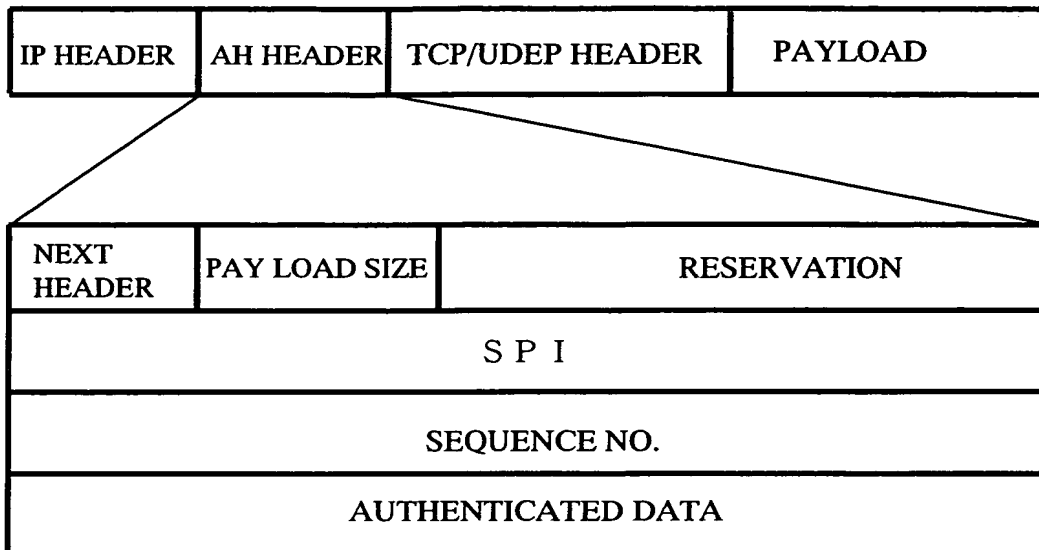 IP HEADER AH HEADER TCP/UDEP HEADER PAYLOAD
NEXT
HEADER
PAY LOAD SIZE
RESERVATION
S P I
SEQUENCE NO.
AUTHENTICATED DATA